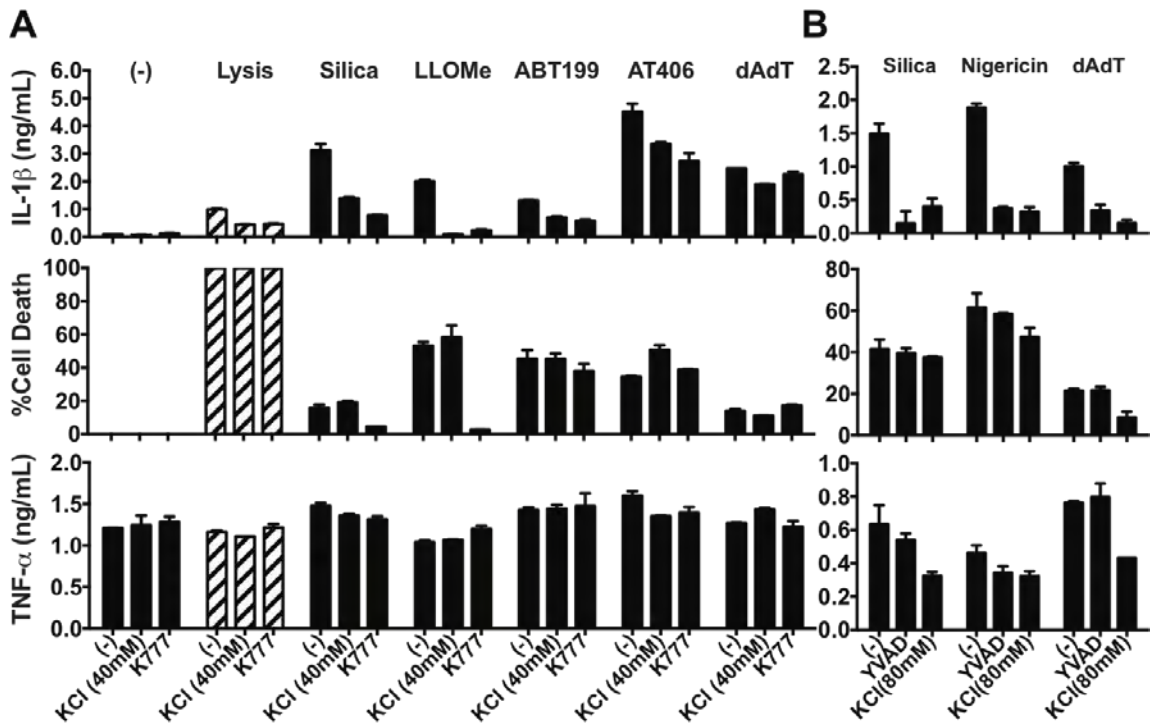 A
B
(-) Lysis Silica LLOMe ABT199 AT406 dAdT
Silica Nigericin dAdT
IL-1β (ng/mL)
6.0
5.0
4.0
3.0
2.0
1.0
0.0
2.5
2.0
1.5
1.0
0.5
0.0
%Cell Death
100
80
60
40
20
0
80
60
40
20
0
TNF-α (ng/mL)
2.0
1.5
1.0
0.5
0.0
1.0
0.8
0.6
0.4
0.2
0.0
(-)
KCl (40mM)
K777
(-)
KCl (40mM)
K777
(-)
KCl (40mM)
K777
(-)
KCl (40mM)
K777
(-)
KCl (40mM)
K777
(-)
KCl (40mM)
K777
(-)
KCl (40mM)
K777
(-)
YVAD
KCl(80mM)
(-)
YVAD
KCl(80mM)
(-)
YVAD
KCl(80mM)